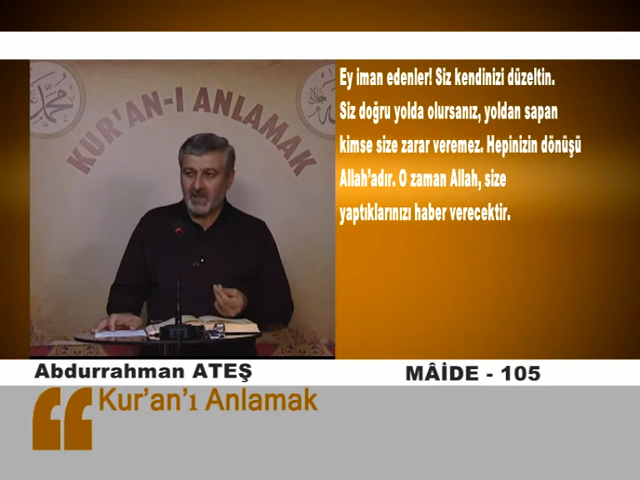 KUR'AN-I ANLAMAK
Ey iman edenler! Siz kendinizi düzeltin.
Siz doğru yolda olursanız, yoldan sapan
kimse size zarar veremez. Hepinizin dönüşü
Allah'adır. O zaman Allah, size
yaptıklarınızı haber verecektir.
Abdurrahman ATEŞ
MÂİDE - 105
Kur'an'ı Anlamak